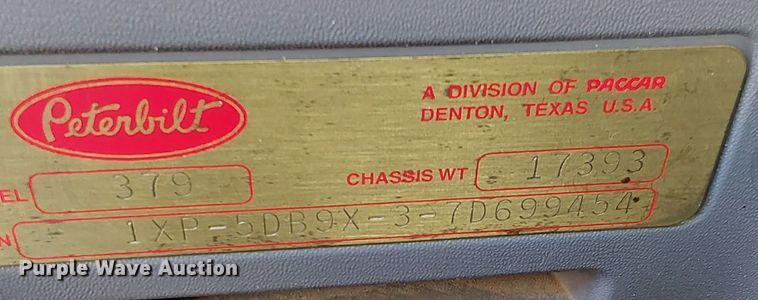 Peterbilt
A DIVISION OF PACCAR
DENTON, TEXAS U.S.A.
EL 379
CHASSIS WT 17393
N 1XP-5DB9X-3-7D699454
Purple Wave Auction